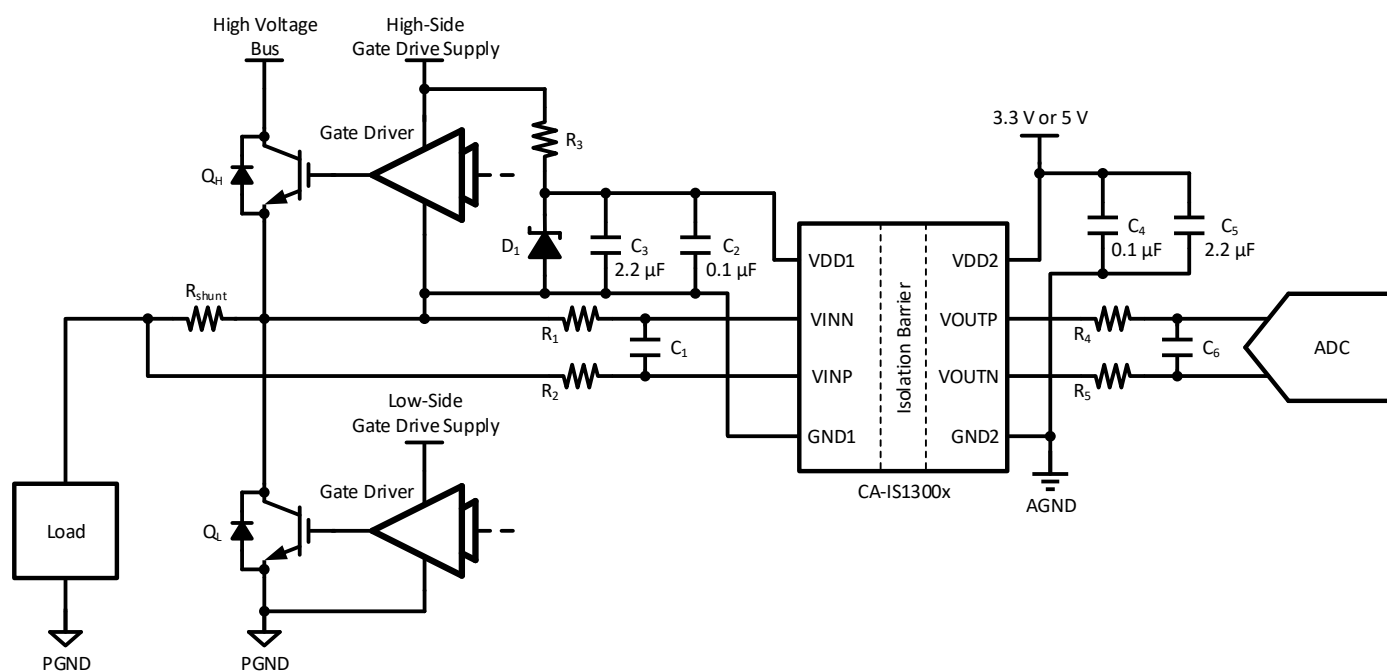 High Voltage
Bus
High-Side
Gate Drive Supply
3.3 V or 5 V
Gate Driver
R3
QH
D1
C3
2.2 µF
C2
0.1 µF
C4
0.1 µF
C5
2.2 µF
VDD1
VDD2
Rshunt
R1
C1
R2
VINN
VINP
GND1
Isolation Barrier
VOUTP
VOUTN
GND2
R4
R5
C6
ADC
CA-IS1300x
AGND
Low-Side
Gate Drive Supply
Gate Driver
QL
Load
PGND
PGND